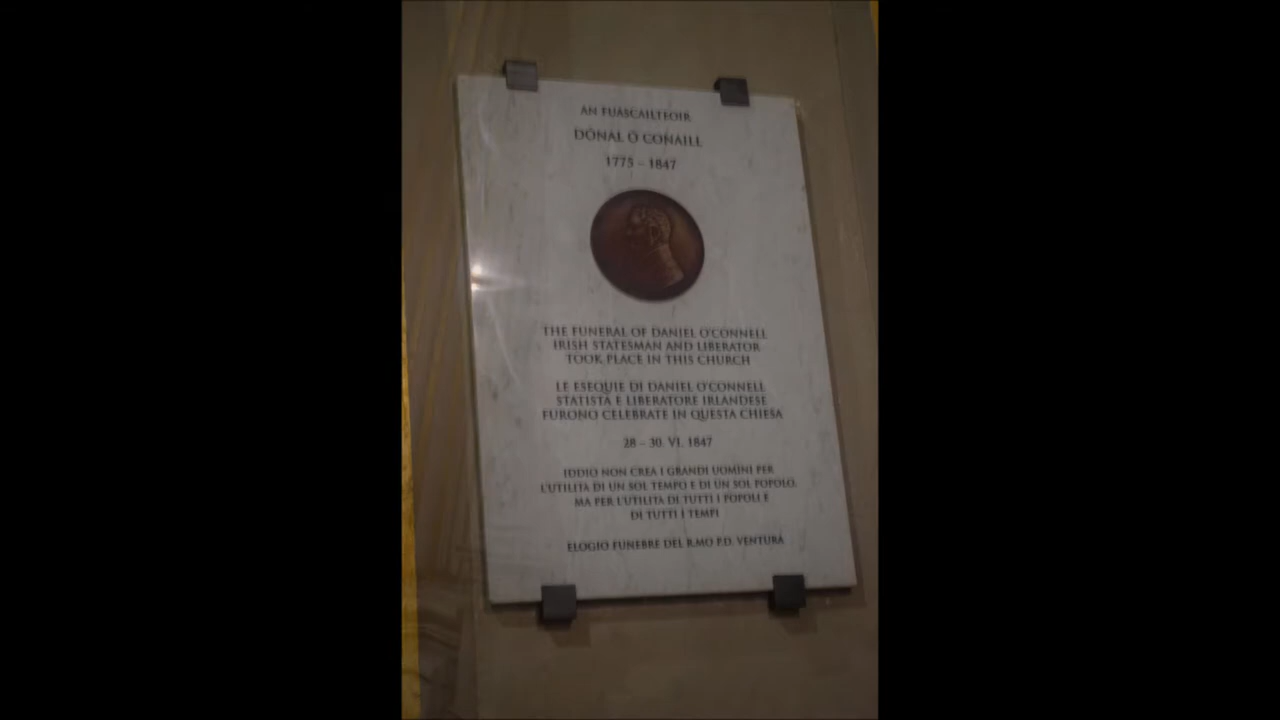 AN FUASCAILTEOIR
DÓNAL Ó CONAILL
1775 – 1847
THE FUNERAL OF DANIEL O'CONNELL
IRISH STATESMAN AND LIBERATOR
TOOK PLACE IN THIS CHURCH
LE ESEQUIE DI DANIEL O'CONNELL
STATISTA E LIBERATORE IRLANDESE
FURONO CELEBRATE IN QUESTA CHIESA
28 – 30. VI. 1847
IDDIO NON CREA I GRANDI UOMINI PER
L'UTILITA DI UN SOL TEMPO E DI UN SOL POPOLO,
MA PER L'UTILITA DI TUTTI I POPOLI E
DI TUTTI I TEMPI
ELOGIO FUNEBRE DEL R.MO P.D. VENTURA